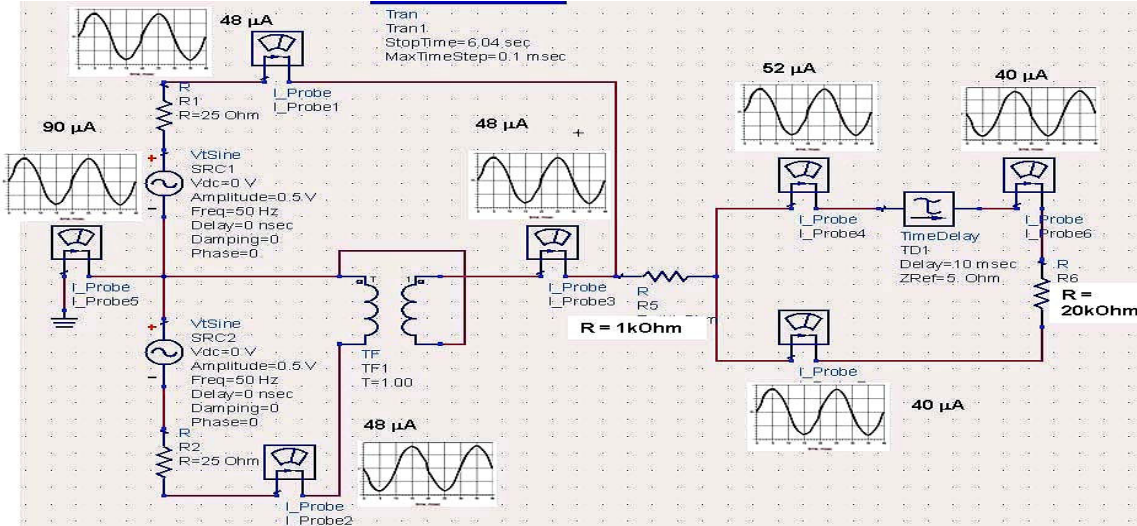 Tran
Tran1
StopTime=6.04 sec
MaxTimeStep=0.1 msec
48 µA
I_Probe
I_Probe1
R
R1
R=25 Ohm
90 µA
I_Probe
I_Probe5
VtSine
SRC1
Vdc=0 V
Amplitude=0.5 V
Freq=50 Hz
Delay=0 nsec
Damping=0
Phase=0
VtSine
SRC2
Vdc=0 V
Amplitude=0.5 V
Freq=50 Hz
Delay=0 nsec
Damping=0
Phase=0
R
R2
R=25 Ohm
48 µA
I_Probe
I_Probe2
T
1
TF
TF1
T=1.00
48 µA
I_Probe
I_Probe3
R
R5
R = 1kOhm
52 µA
I_Probe
I_Probe4
TimeDelay
TD1
Delay=10 msec
ZRef=5. Ohm
40 µA
I_Probe
I_Probe6
R
R6
R =
20kOhm
I_Probe
40 µA